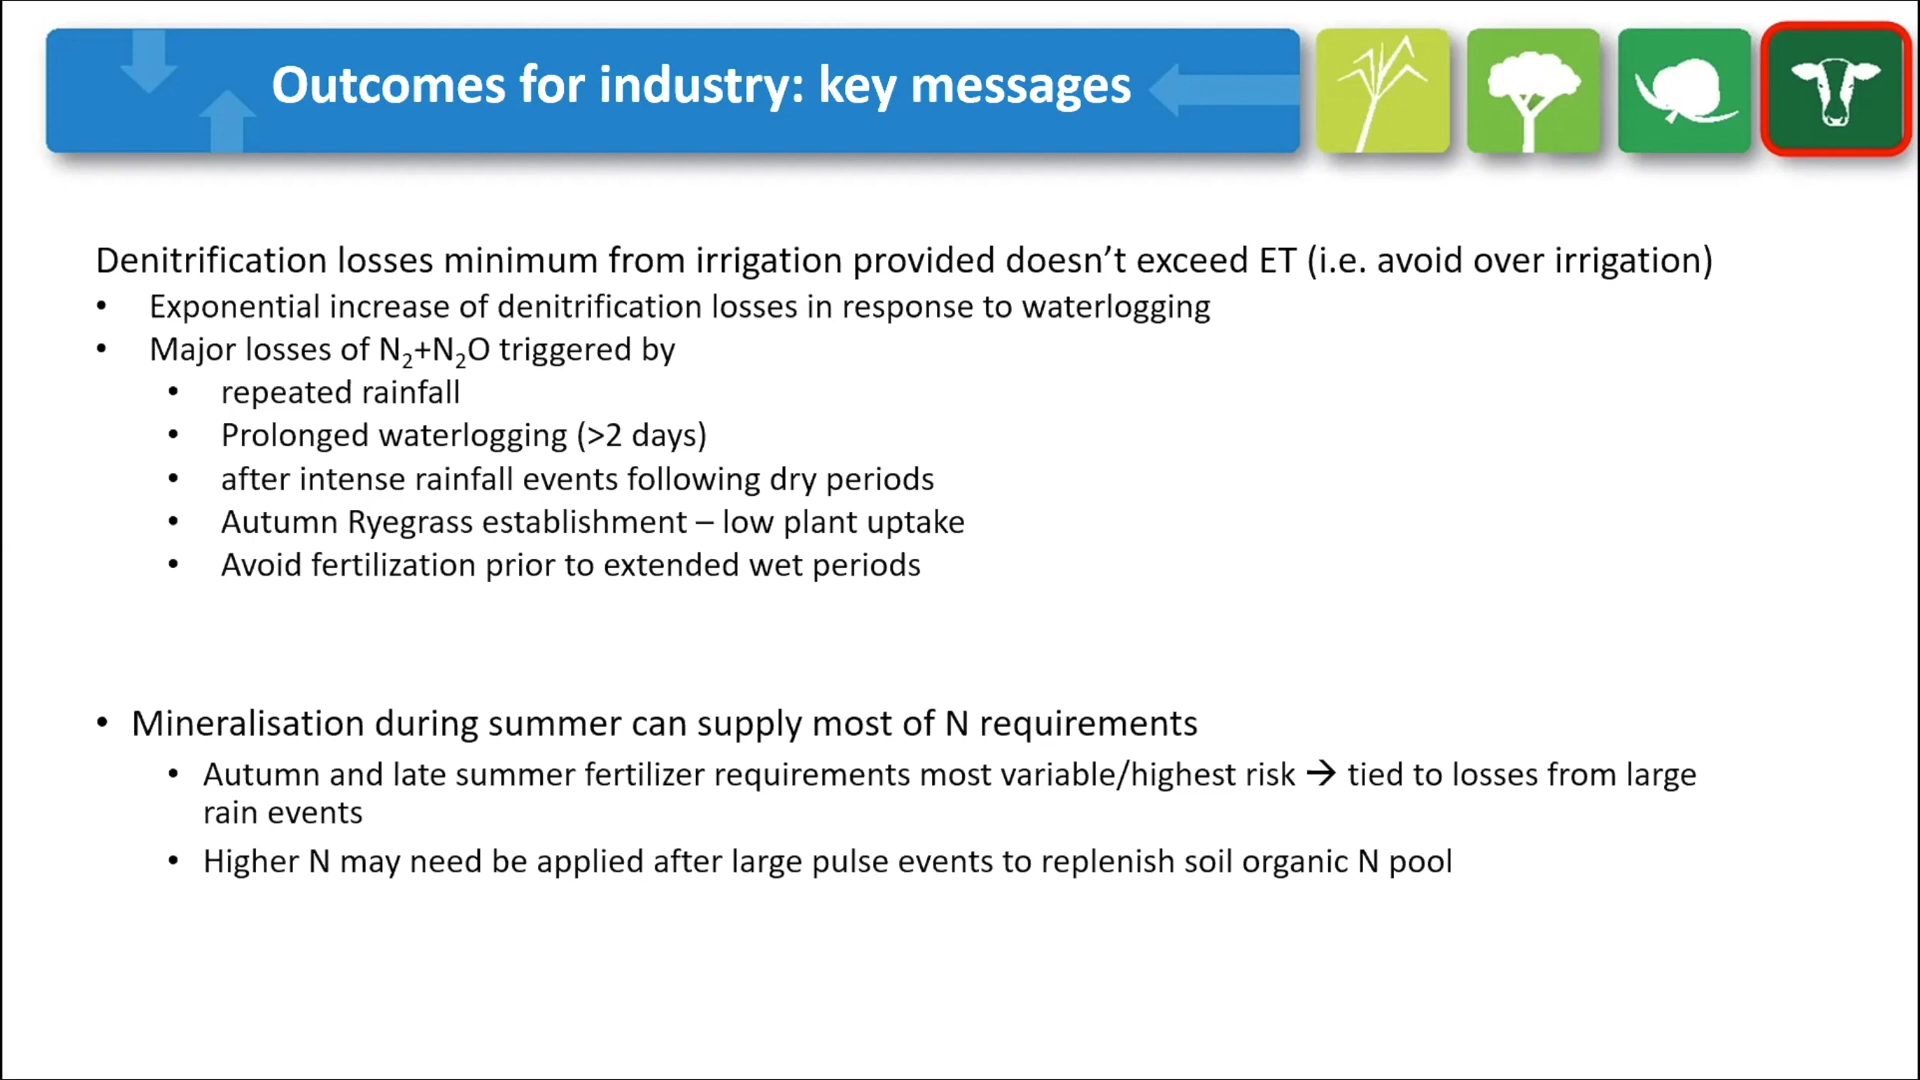 Outcomes for industry: key messages
Denitrification losses minimum from irrigation provided doesn’t exceed ET (i.e. avoid over irrigation)
• Exponential increase of denitrification losses in response to waterlogging
• Major losses of N₂+N₂O triggered by
• repeated rainfall
• Prolonged waterlogging (>2 days)
• after intense rainfall events following dry periods
• Autumn Ryegrass establishment – low plant uptake
• Avoid fertilization prior to extended wet periods
• Mineralisation during summer can supply most of N requirements
• Autumn and late summer fertilizer requirements most variable/highest risk → tied to losses from large
rain events
• Higher N may need be applied after large pulse events to replenish soil organic N pool